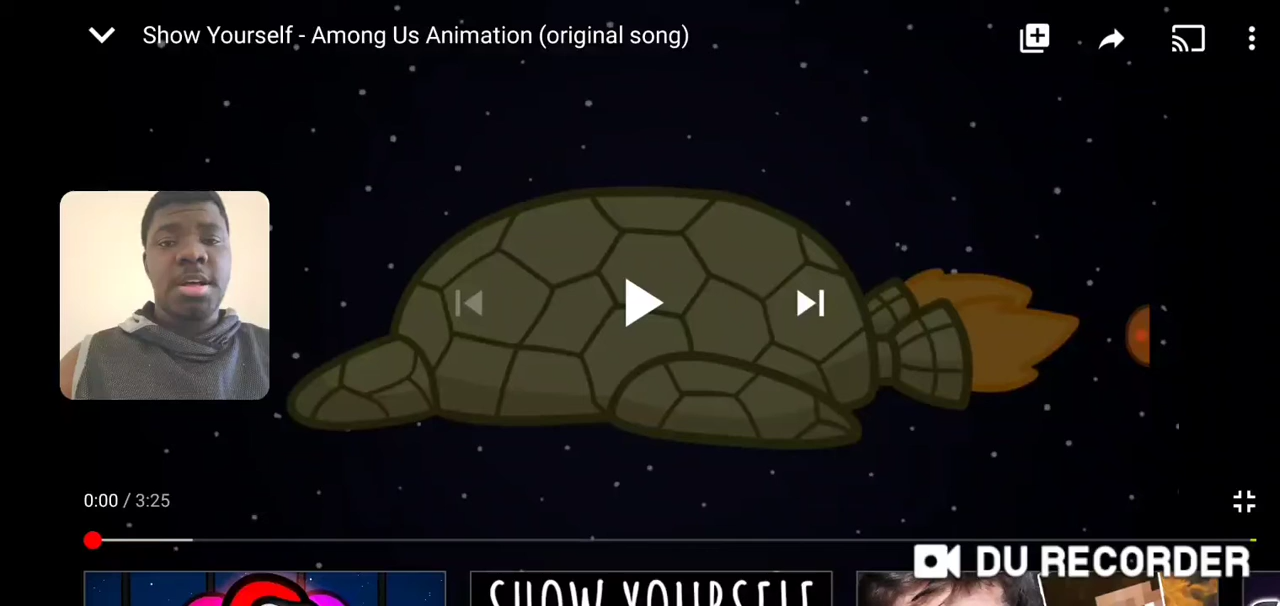 Show Yourself - Among Us Animation (original song)
0:00 / 3:25
DU RECORDER
SHOW YOURSELF